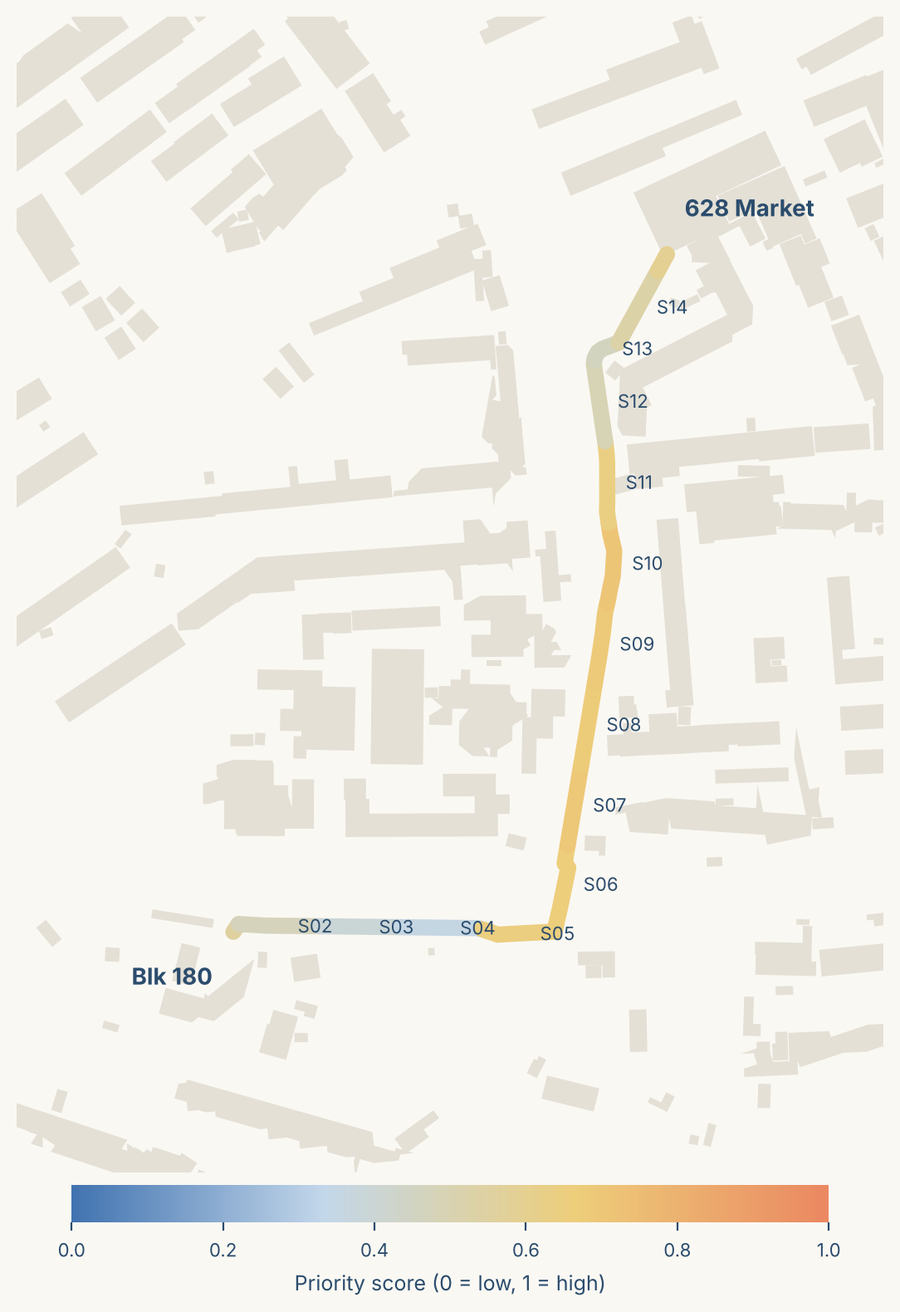 628 Market
S14
S13
S12
S11
S10
S09
S08
S07
S06
S02 S03 S04 S05
Blk 180
0.0 0.2 0.4 0.6 0.8 1.0
Priority score (0 = low, 1 = high)